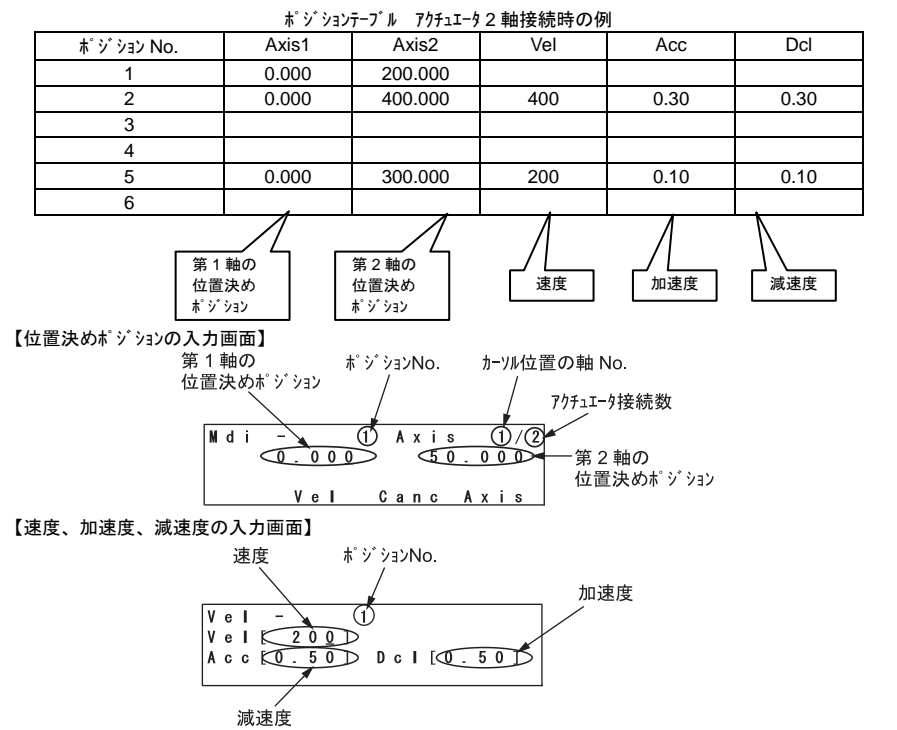 ﾎﾟｼﾞｼｮﾝﾃｰﾌﾞﾙ ｱｸﾁｭｴｰﾀ2軸接続時の例
ﾎﾟｼﾞｼｮﾝ No. Axis1 Axis2 Vel Acc Dcl
1 0.000 200.000
2 0.000 400.000 400 0.30 0.30
3
4
5 0.000 300.000 200 0.10 0.10
6
第1軸の
位置決め
ﾎﾟｼﾞｼｮﾝ
第2軸の
位置決め
ﾎﾟｼﾞｼｮﾝ
速度
加速度
減速度
【位置決めﾎﾟｼﾞｼｮﾝの入力画面】
第1軸の
位置決めﾎﾟｼﾞｼｮﾝ
ﾎﾟｼﾞｼｮﾝNo.
ｶｰｿﾙ位置の軸 No.
ｱｸﾁｭｴｰﾀ接続数
Mdi - 1 Axis 1/2
0.000 50.000
第2軸の
位置決めﾎﾟｼﾞｼｮﾝ
Vel Canc Axis
【速度、加速度、減速度の入力画面】
速度
ﾎﾟｼﾞｼｮﾝNo.
加速度
Vel - 1
Vel[ 200]
Acc[0.50] Dcl[0.50]
減速度